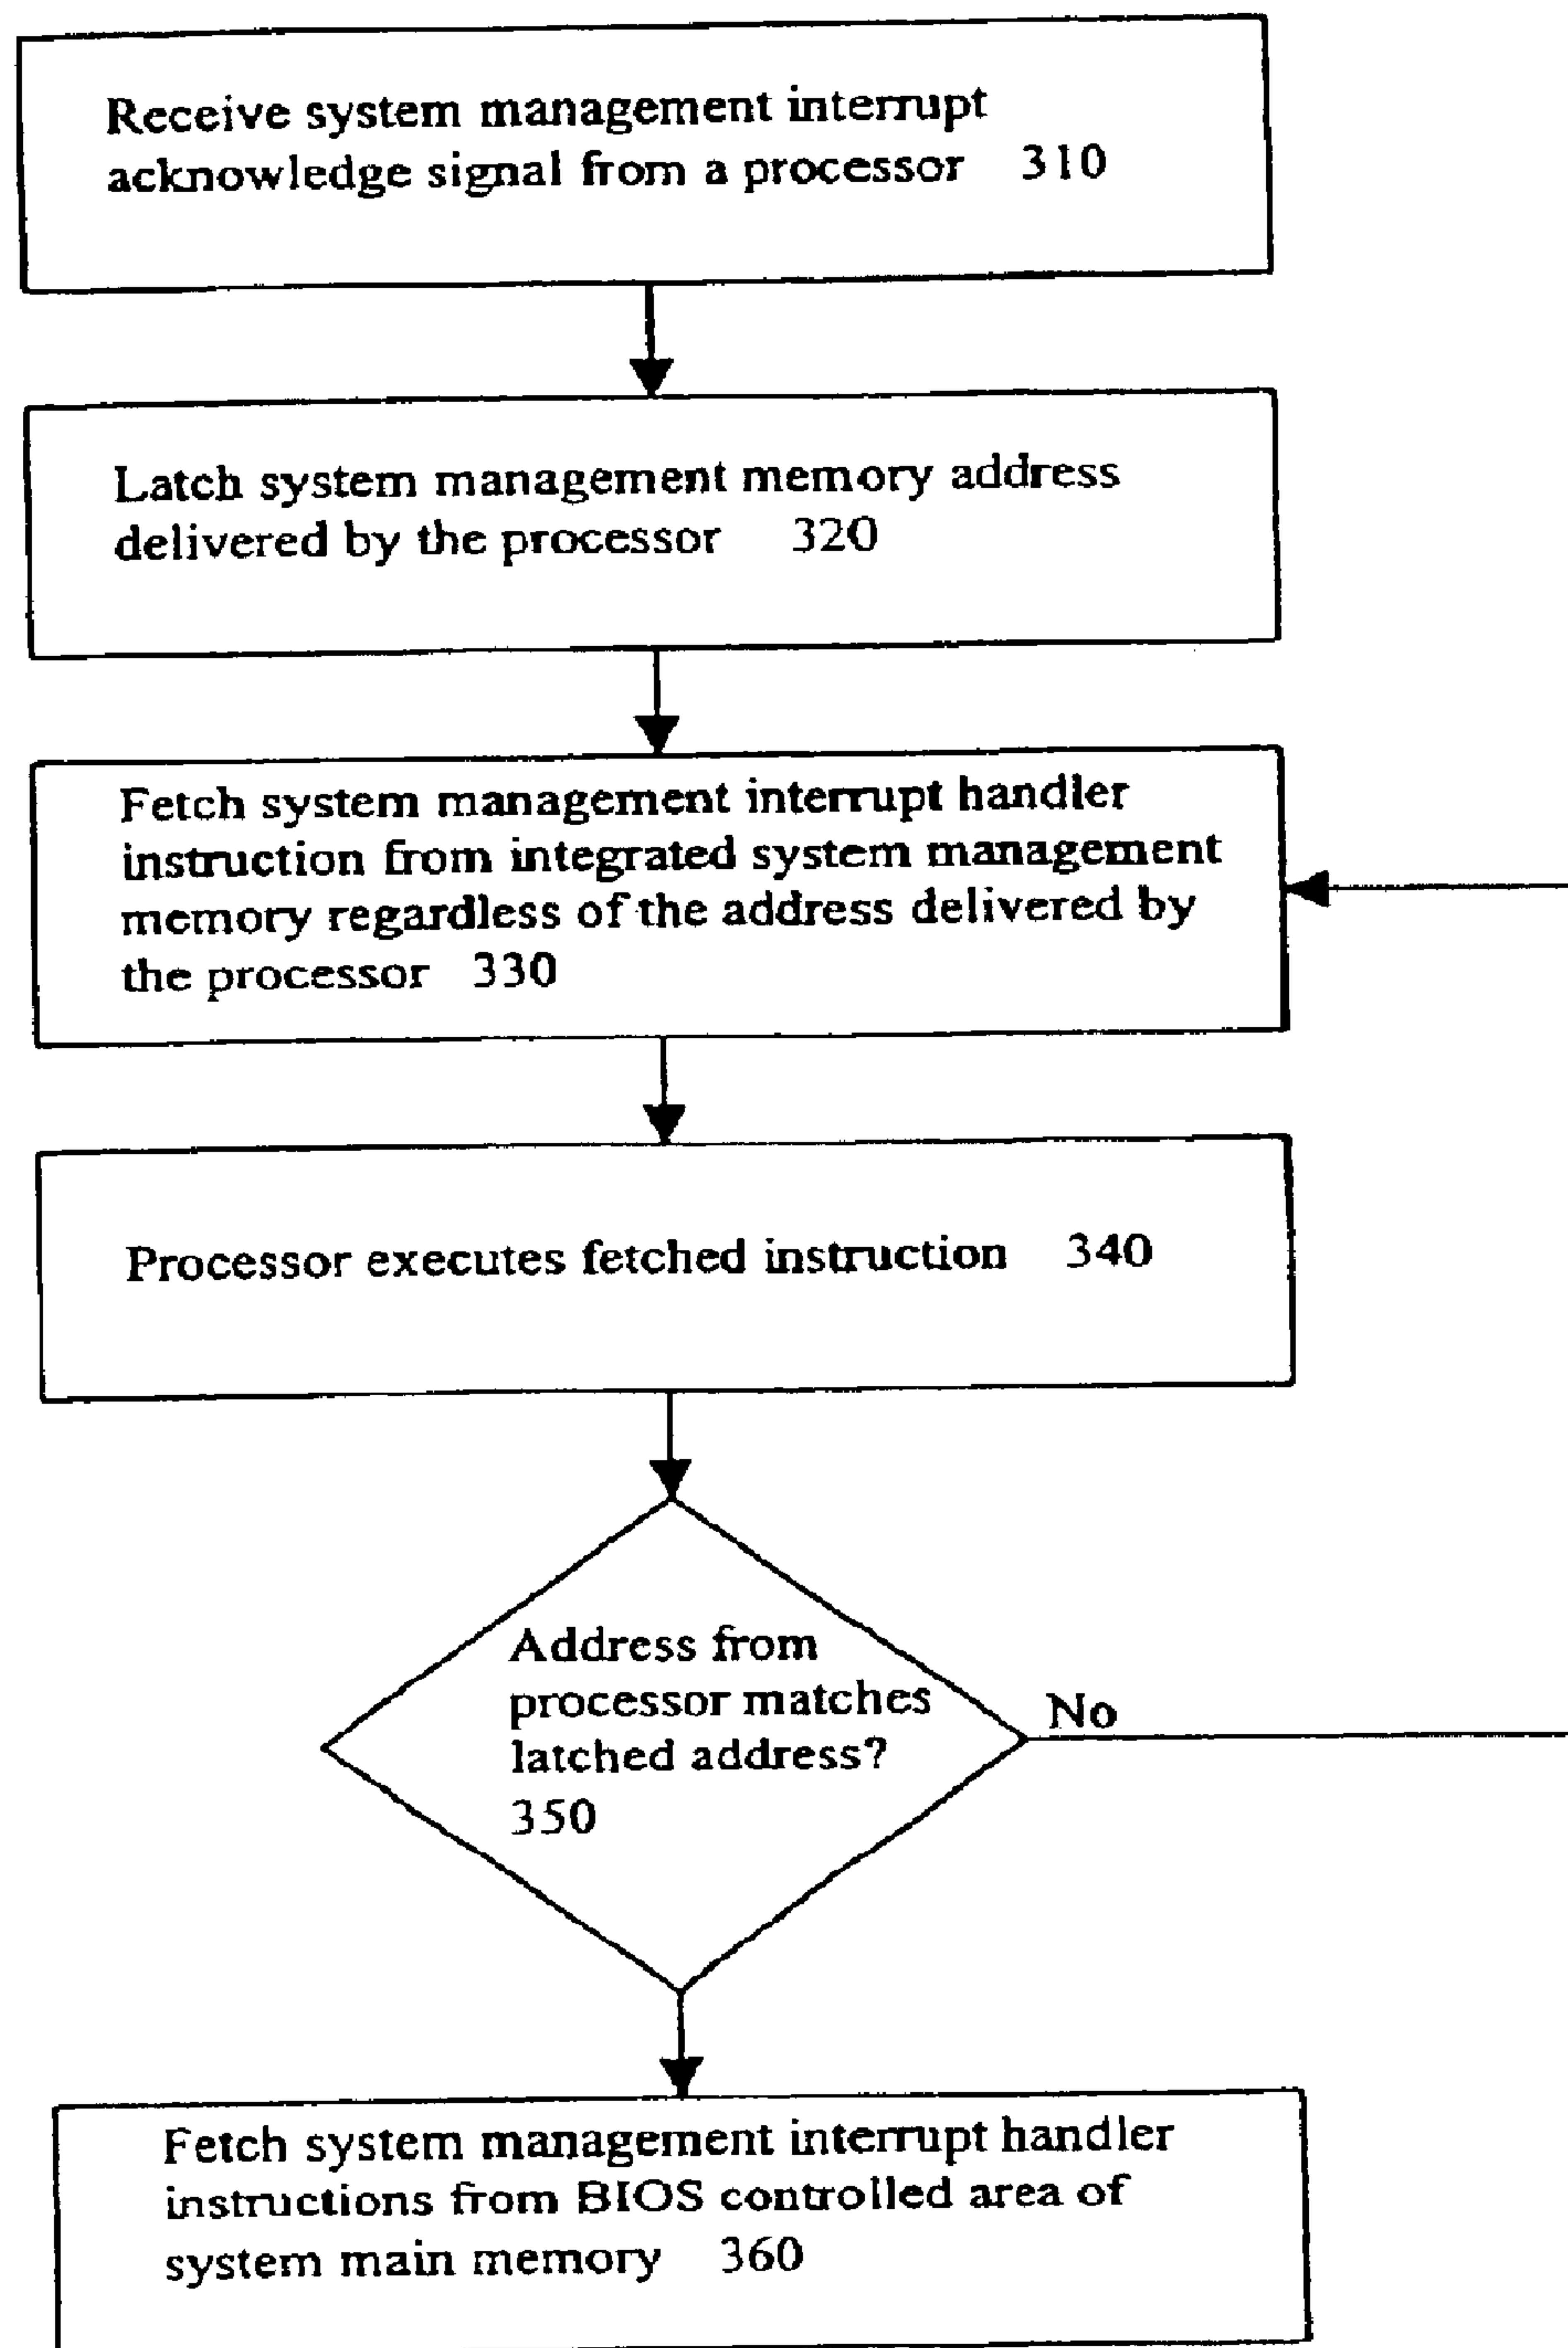 Receive system management interrupt
acknowledge signal from a processor 310
Latch system management memory address
delivered by the processor 320
Fetch system management interrupt handler
instruction from integrated system management
memory regardless of the address delivered by
the processor 330
Processor executes fetched instruction 340
Address from
processor matches
latched address?
350
No
Fetch system management interrupt handler
instructions from BIOS controlled area of
system main memory 360